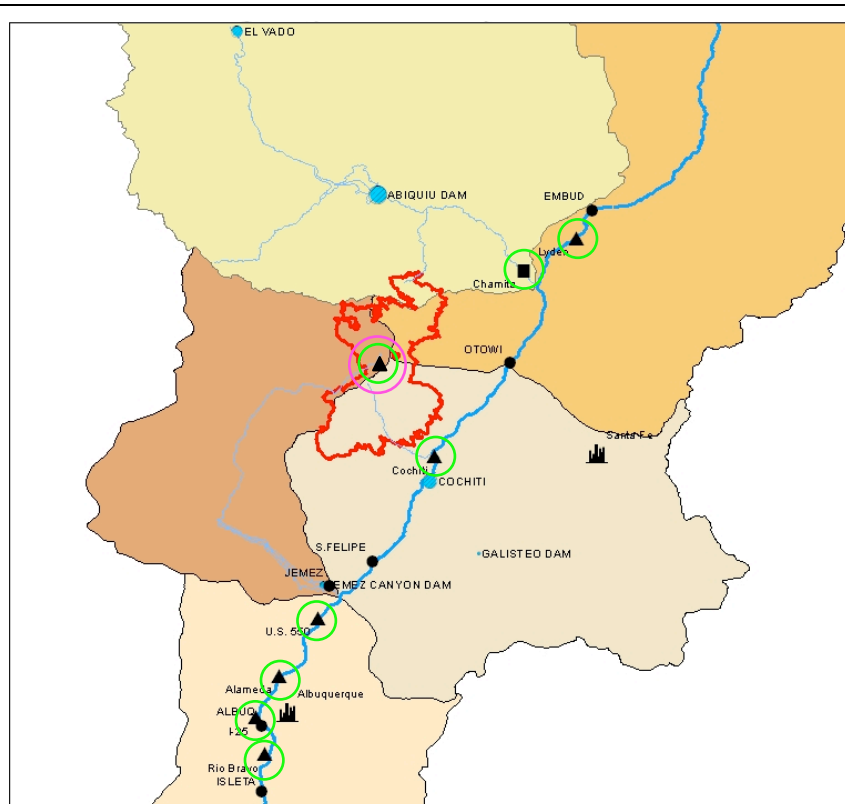 EL VADO
ABIQUIU DAM
EMBUD
Lyden
Chamita
OTOWI
Santa Fe
Cochiti
COCHITI
S.FELIPE
GALISTEO DAM
JEMEZ
EMEZ CANYON DAM
U.S. 550
Alameda
Albuquerque
ALBUQ
I-25
Rio Bravo
ISLETA